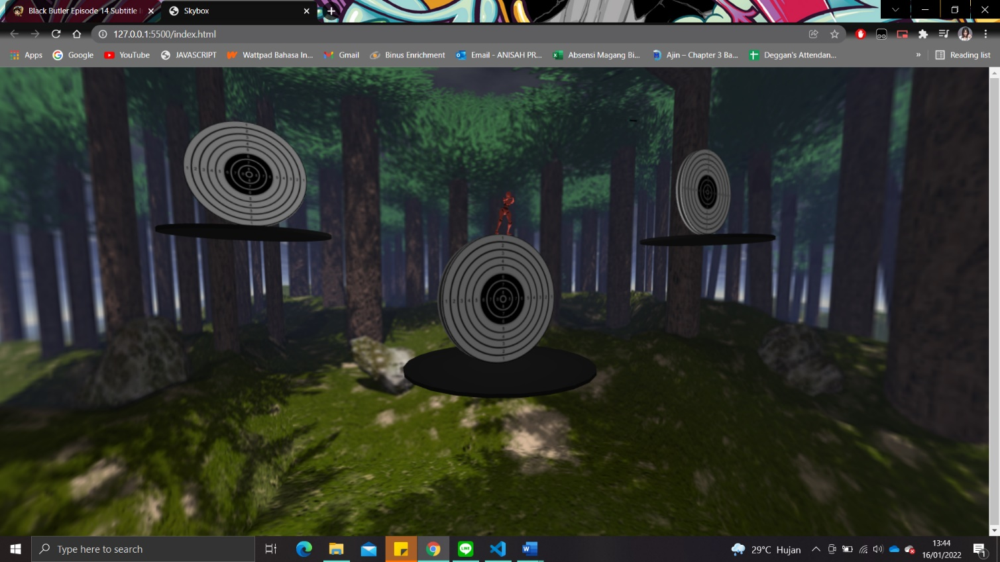 Black Butler Episode 14 Subtitle
Skybox
127.0.0.1:5500/index.html
Apps
Google
YouTube
JAVASCRIPT
Wattpad Bahasa In...
Gmail
Binus Enrichment
Email - ANISAH PR...
Absensi Magang Bi...
Ajin – Chapter 3 Ba...
Deggan's Attendan...
»
Reading list
Type here to search
29°C Hujan
13:44
16/01/2022
1